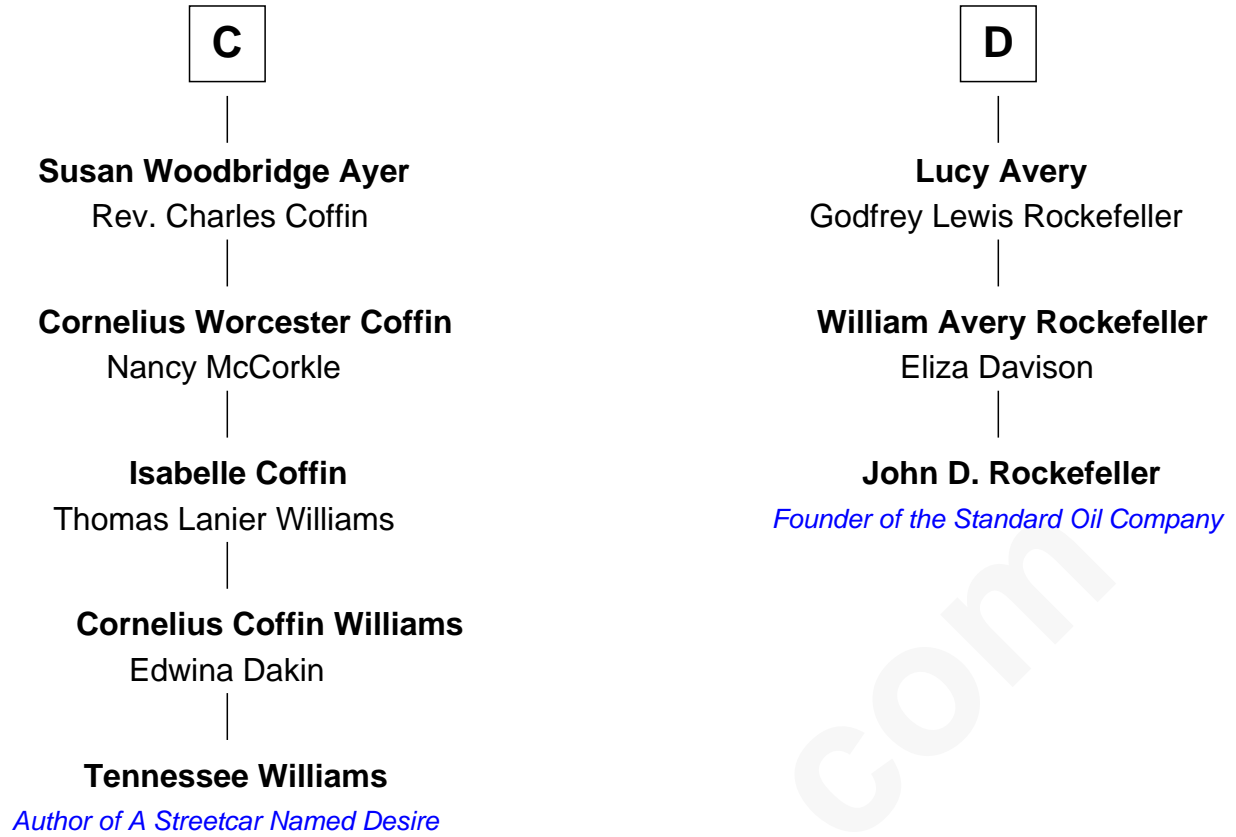 C
Susan Woodbridge Ayer
Rev. Charles Coffin
Cornelius Worcester Coffin
Nancy McCorkle
Isabelle Coffin
Thomas Lanier Williams
Cornelius Coffin Williams
Edwina Dakin
Tennessee Williams
Author of A Streetcar Named Desire
D
Lucy Avery
Godfrey Lewis Rockefeller
William Avery Rockefeller
Eliza Davison
John D. Rockefeller
Founder of the Standard Oil Company
com